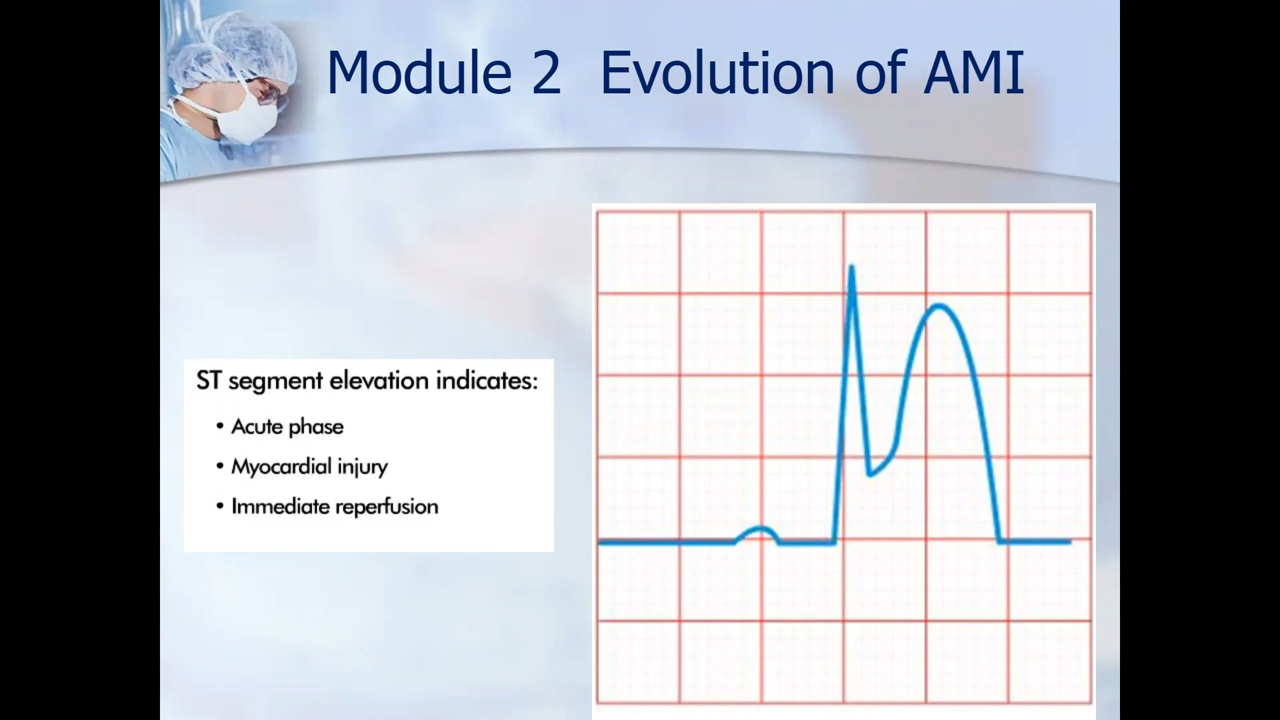 Module 2 Evolution of AMI
ST segment elevation indicates:
• Acute phase
• Myocardial injury
• Immediate reperfusion